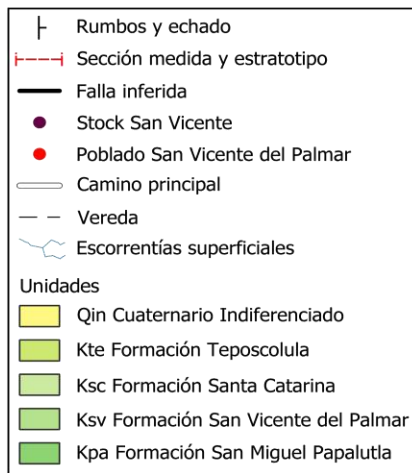 Rumbos y echado
Sección medida y estratotipo
Falla inferida
Stock San Vicente
Poblado San Vicente del Palmar
Camino principal
Vereda
Escorrentías superficiales
Unidades
Qin Cuaternario Indiferenciado
Kte Formación Teposcolula
Ksc Formación Santa Catarina
Ksv Formación San Vicente del Palmar
Kpa Formación San Miguel Papalutla